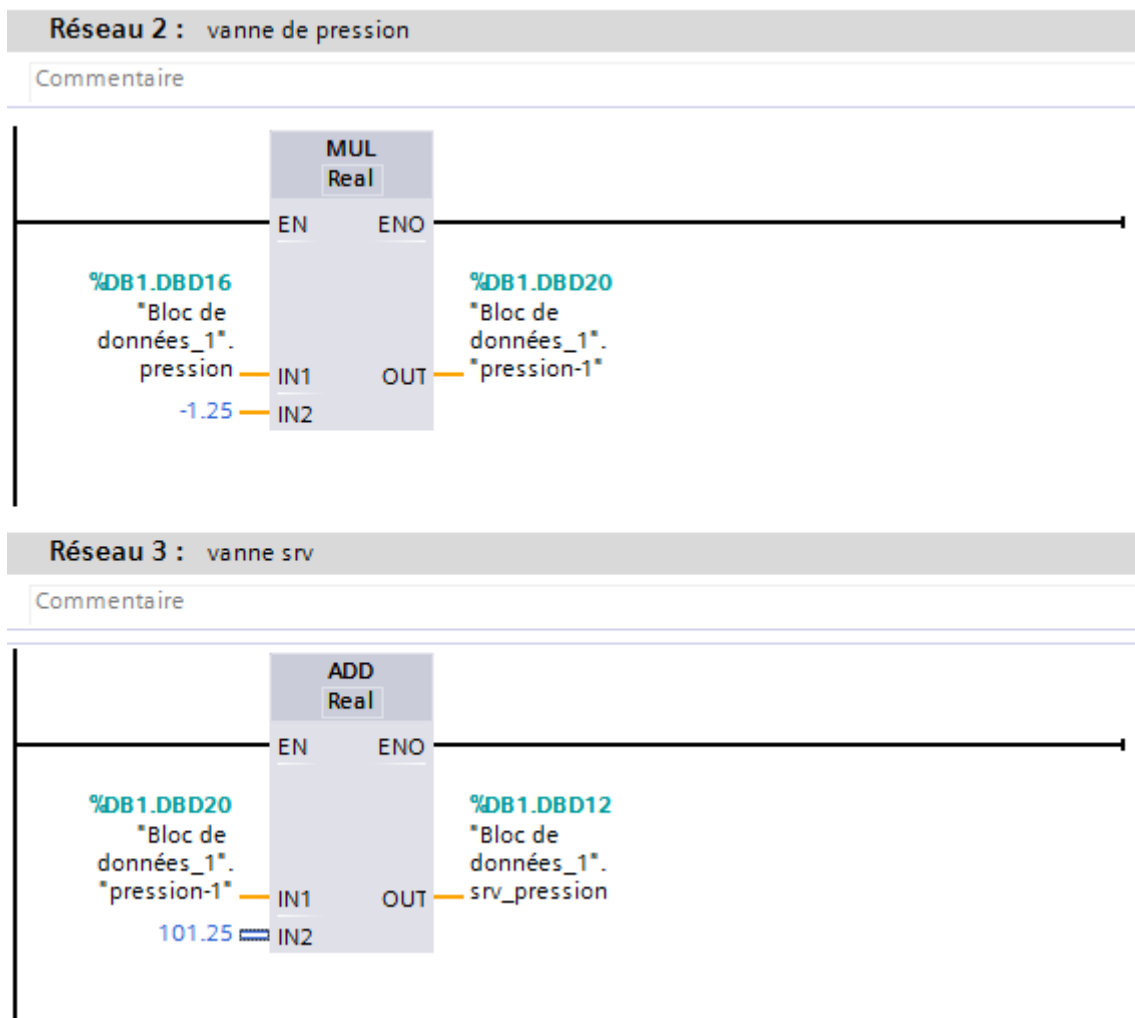 Réseau 2 : vanne de pression
Commentaire
MUL
Real
EN ENO
%DB1.DBD16 %DB1.DBD20
"Bloc de "Bloc de
données_1". données_1".
pression IN1 OUT "pression-1"
-1.25 IN2
Réseau 3 : vanne srv
Commentaire
ADD
Real
EN ENO
%DB1.DBD20 %DB1.DBD12
"Bloc de "Bloc de
données_1". données_1".
"pression-1" IN1 OUT srv_pression
101.25 IN2